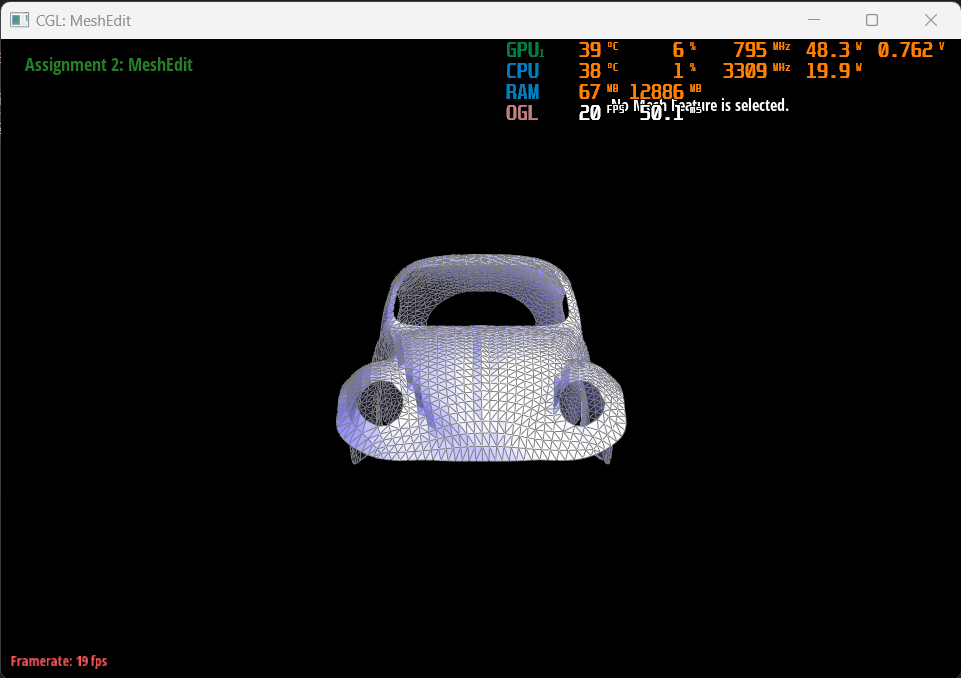 CGL: MeshEdit
Assignment 2: MeshEdit
GPU1 39 °C 6 % 795 MHz 48.3 W 0.762 V
CPU 38 °C 1 % 3309 MHz 19.9 W
RAM 67 MB 12886 MB
No Mesh Feature is selected.
OGL 20 FPS 50.1 ms
Framerate: 19 fps